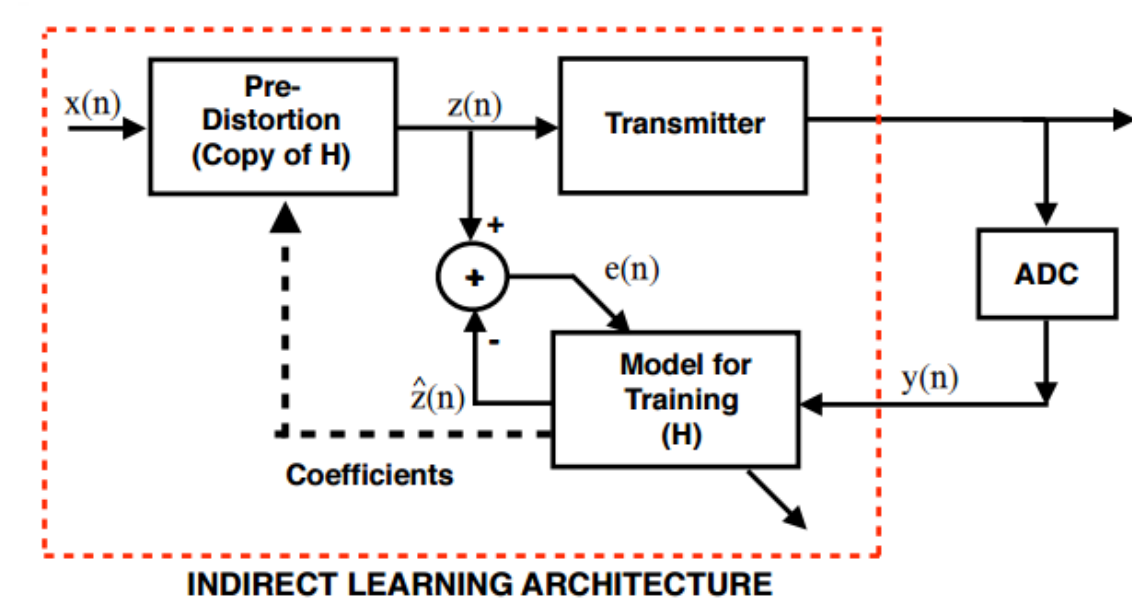 x(n)
Pre-
Distortion
(Copy of H)
z(n)
Transmitter
+
+
e(n)
ADC
-
ẑ(n)
Model for
Training
(H)
y(n)
Coefficients
INDIRECT LEARNING ARCHITECTURE